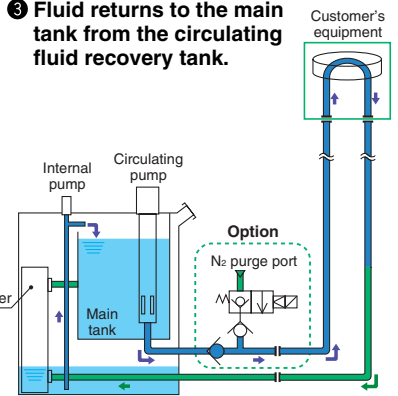 ❸ Fluid returns to the main
tank from the circulating
fluid recovery tank.
Customer's
equipment
Circulating
pump
Internal
pump
Option
N₂ purge port
Main
tank